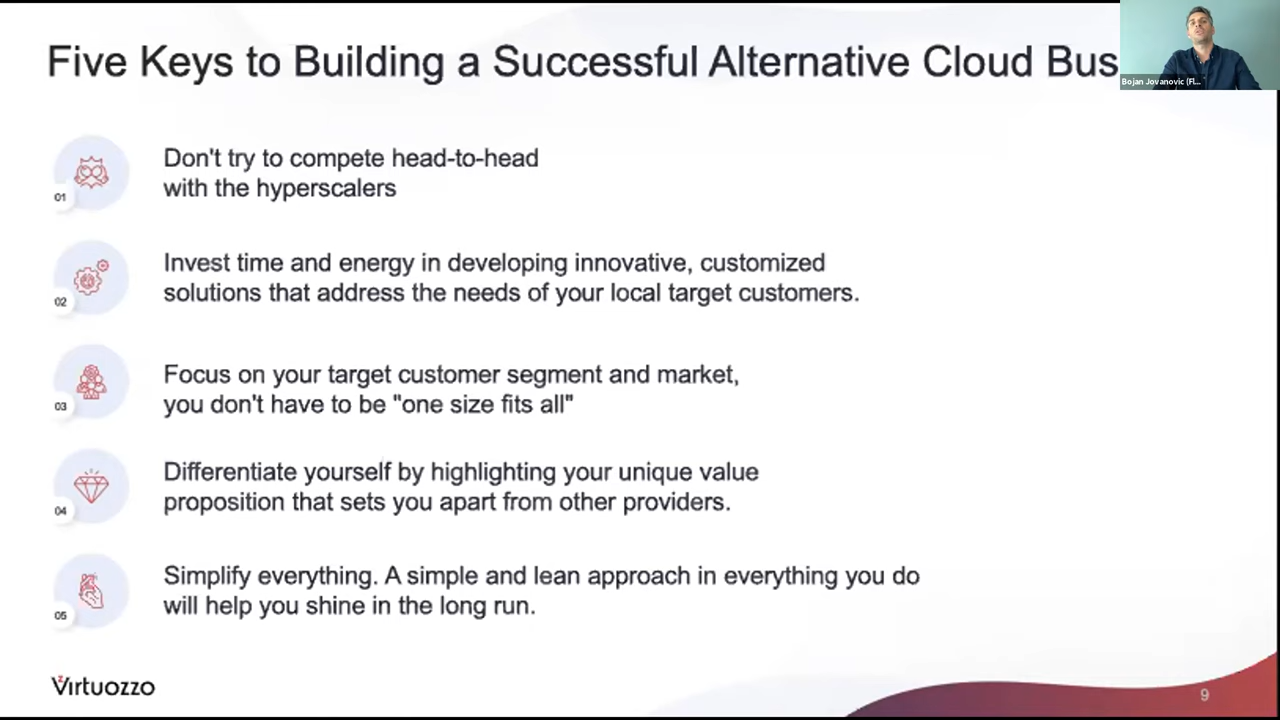 Five Keys to Building a Successful Alternative Cloud Bus
Bojan Jovanovic (Fl...
01
Don't try to compete head-to-head
with the hyperscalers
02
Invest time and energy in developing innovative, customized
solutions that address the needs of your local target customers.
03
Focus on your target customer segment and market,
you don't have to be "one size fits all"
04
Differentiate yourself by highlighting your unique value
proposition that sets you apart from other providers.
05
Simplify everything. A simple and lean approach in everything you do
will help you shine in the long run.
Virtuozzo
9